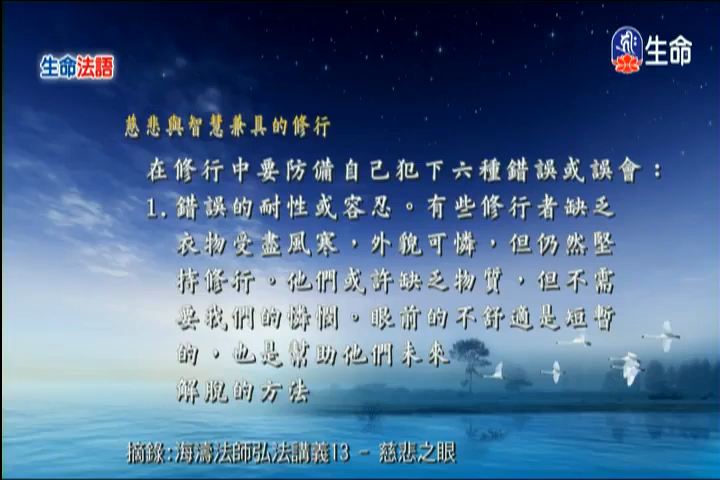 生命法語
生命
慈悲與智慧兼具的修行
在修行中要防備自己犯下六種錯誤或誤會：
1.錯誤的耐性或容忍。有些修行者缺乏
衣物受盡風寒，外貌可憐，但仍然堅
持修行。他們或許缺乏物質，但不需
要我們的憐憫。眼前的不舒適是短暫
的，也是幫助他們未來
解脫的方法
摘錄:海濤法師弘法講義13 - 慈悲之眼